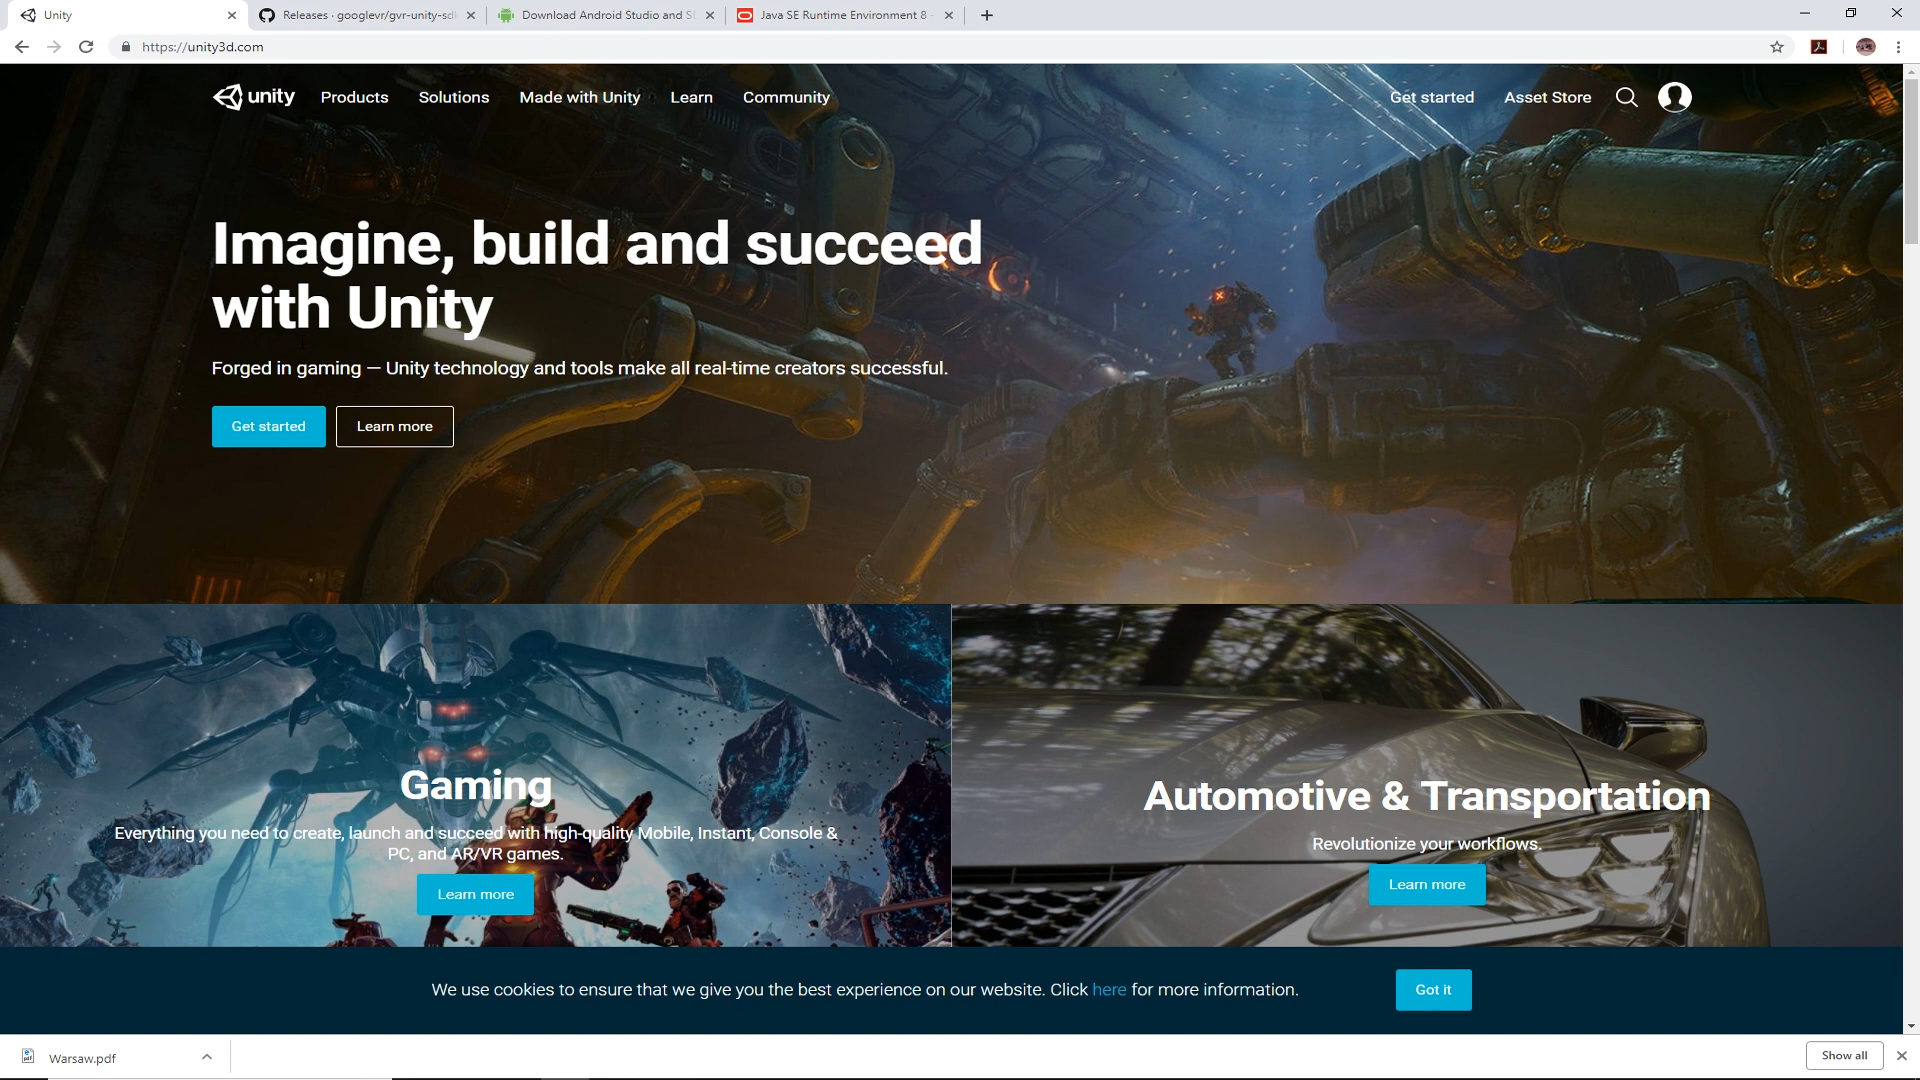 Unity
Releases · googlevr/gvr-unity-sdk
Download Android Studio and S
Java SE Runtime Environment 8 -
https://unity3d.com
unity
Products
Solutions
Made with Unity
Learn
Community
Get started
Asset Store
Imagine, build and succeed
with Unity
Forged in gaming — Unity technology and tools make all real-time creators successful.
Get started
Learn more
Gaming
Everything you need to create, launch and succeed with high-quality Mobile, Instant, Console &
PC, and AR/VR games.
Learn more
Automotive & Transportation
Revolutionize your workflows.
Learn more
We use cookies to ensure that we give you the best experience on our website. Click here for more information.
Got it
Warsaw.pdf
Show all